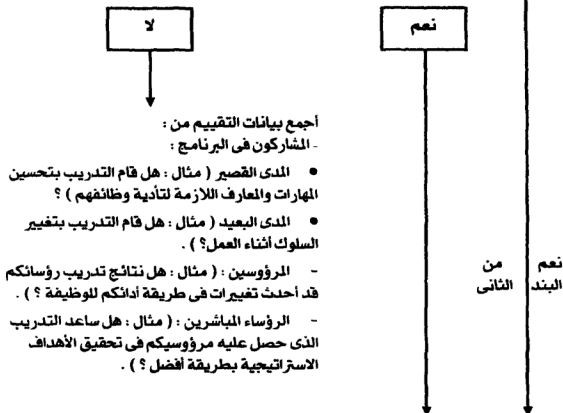 لا
نعم
أجمع بيانات التقييم من :
- المشاركون فى البرنامج :
● المدى القصير ( مثال : هل قام التدريب بتحسين
المهارات والمعارف اللازمة لتأدية وظائفهم ) ؟
● المدى البعيد ( مثال : هل قام التدريب بتغيير
السلوك أثناء العمل؟ ) .
- المرؤوسين : ( مثال : هل نتائج تدريب رؤسائكم
قد أحدث تغييرات فى طريقة أدائكم للوظيفة ؟ ) .
- الرؤساء المباشرين : ( مثال : هل ساعد التدريب
الذى حصل عليه مرؤوسيكم فى تحقيق الأهداف
الاستراتيجية بطريقة أفضل ؟ ) .
نعم من
البند الثانى